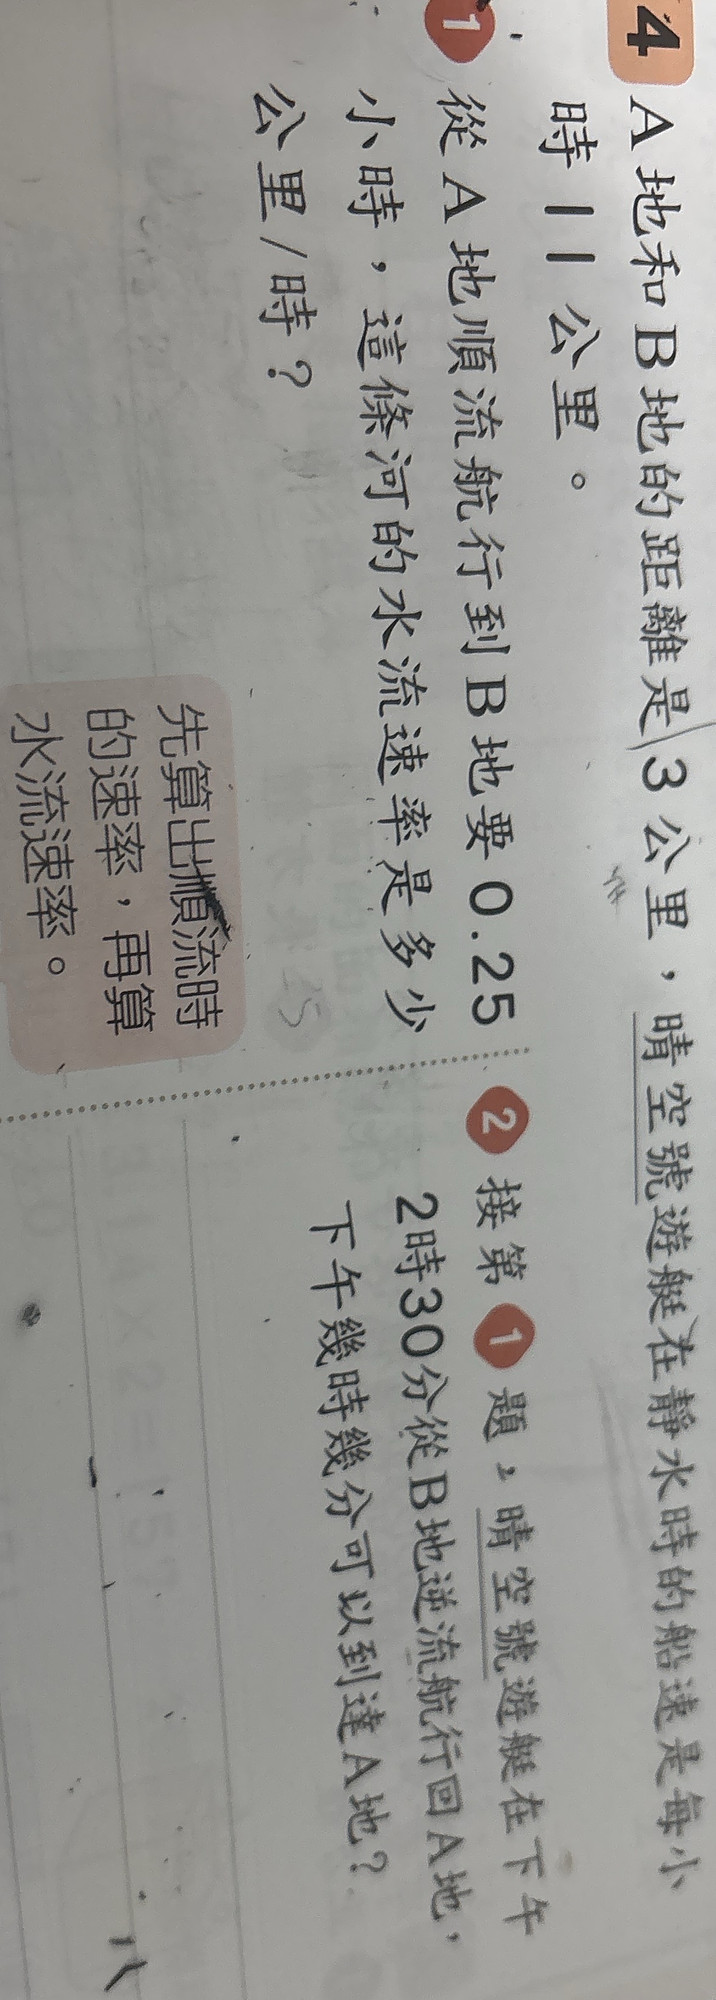 4 A地和B地的距離是3公里，晴空號遊艇在靜水時的船速是每小
時11公里。
1 從A地順流航行到B地要0.25
小時，這條河的水流速率是多少
公里/時？
先算出順流時
的速率，再算
水流速率。
2 接第1題，晴空號遊艇在下午
2時30分從B地逆流航行回A地，
下午幾時幾分可以到達A地？